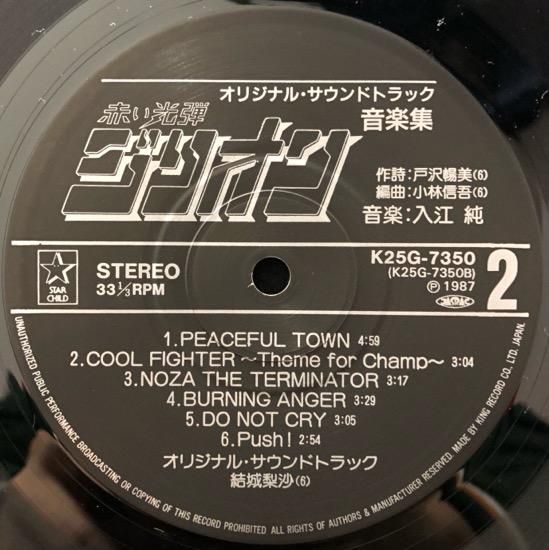 オリジナル・サウンドトラック
音楽集
赤い光弾
ジリオン
作詩：戸沢暢美(6)
編曲：小林信吾(6)
音楽：入江 純
STAR
CHILD
STEREO
33 1/3 RPM
K25G-7350
(K25G-7350B)
Ⓟ 1987
JASRAC
2
1.PEACEFUL TOWN 4:59
2.COOL FIGHTER ～Theme for Champ～ 3:04
3.NOZA THE TERMINATOR 3:17
4.BURNING ANGER 3:29
5.DO NOT CRY 3:05
6.Push! 2:54
オリジナル・サウンドトラック
結城梨沙(6)
UNAUTHORIZED PUBLIC PERFORMANCE BROADCASTING OR COPYING OF THIS RECORD PROHIBITED ALL RIGHTS OF AUTHORS & MANUFACTURER RESERVED. MADE BY KING RECORD CO. LTD. JAPAN.